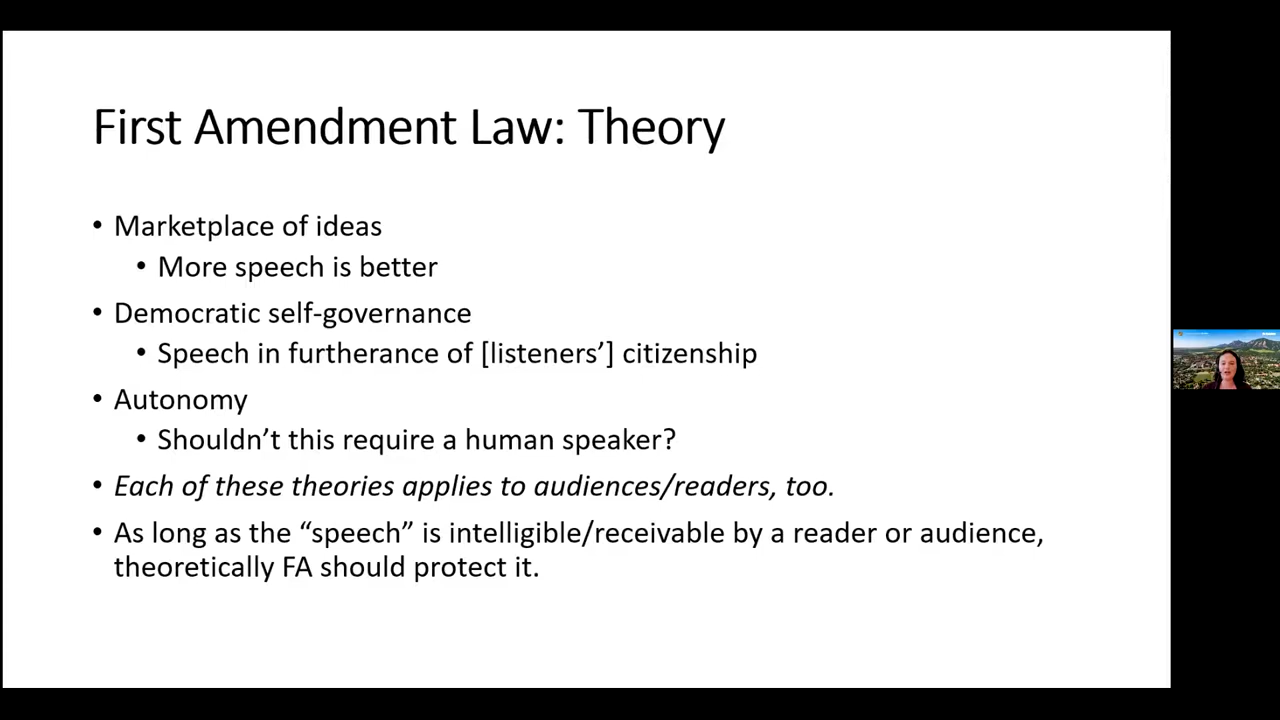 First Amendment Law: Theory
• Marketplace of ideas
• More speech is better
• Democratic self-governance
• Speech in furtherance of [listeners’] citizenship
• Autonomy
• Shouldn’t this require a human speaker?
• Each of these theories applies to audiences/readers, too.
• As long as the “speech” is intelligible/receivable by a reader or audience,
theoretically FA should protect it.